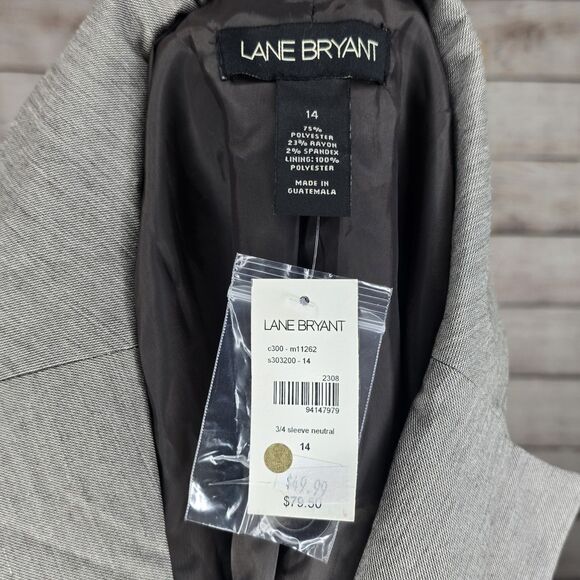 LANE BRYANT
14
75%
POLYESTER
23% RAYON
2% SPANDEX
LINING: 100%
POLYESTER
MADE IN
GUATEMALA
LANE BRYANT
c300 - m11262
s303200 - 14
2308
94147979
3/4 sleeve neutral
14
$49.99
$79.50